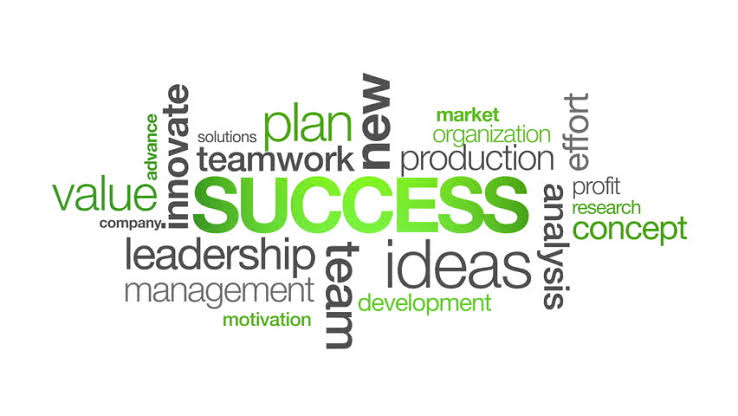 advance
innovate
solutions
plan
new
market
organization
effort
teamwork
production
value
company.
SUCCESS
analysis
profit
research
concept
leadership
team
ideas
management
development
motivation